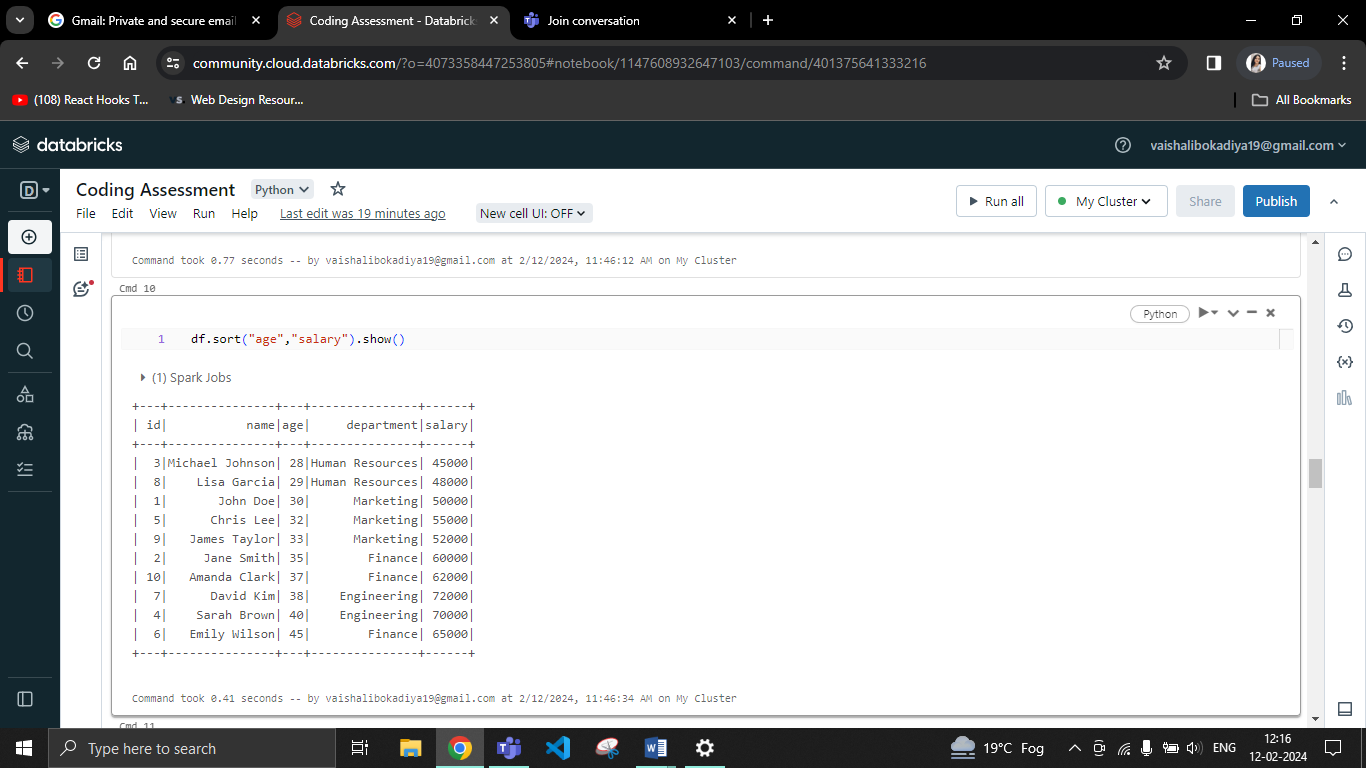 Gmail: Private and secure email
Coding Assessment - Databricks
Join conversation
community.cloud.databricks.com/?o=4073358447253805#notebook/1147608932647103/command/401375641333216
Paused
(108) React Hooks T...
VS
Web Design Resour...
All Bookmarks
databricks
vaishalibokadiya19@gmail.com
D
Coding Assessment
Python
File Edit View Run Help Last edit was 19 minutes ago New cell UI: OFF
Run all
My Cluster
Share
Publish
Command took 0.77 seconds -- by vaishalibokadiya19@gmail.com at 2/12/2024, 11:46:12 AM on My Cluster
Cmd 10
Python
1 df.sort("age","salary").show()
(1) Spark Jobs
+---+---------------+---+---------------+------+
| id|           name|age|     department|salary|
+---+---------------+---+---------------+------+
|  3|Michael Johnson| 28|Human Resources| 45000|
|  8|    Lisa Garcia| 29|Human Resources| 48000|
|  1|       John Doe| 30|      Marketing| 50000|
|  5|      Chris Lee| 32|      Marketing| 55000|
|  9|   James Taylor| 33|      Marketing| 52000|
|  2|     Jane Smith| 35|        Finance| 60000|
| 10|   Amanda Clark| 37|        Finance| 62000|
|  7|      David Kim| 38|    Engineering| 72000|
|  4|    Sarah Brown| 40|    Engineering| 70000|
|  6|   Emily Wilson| 45|        Finance| 65000|
+---+---------------+---+---------------+------+
Command took 0.41 seconds -- by vaishalibokadiya19@gmail.com at 2/12/2024, 11:46:34 AM on My Cluster
Cmd 11
Type here to search
19°C Fog
ENG
12:16
12-02-2024